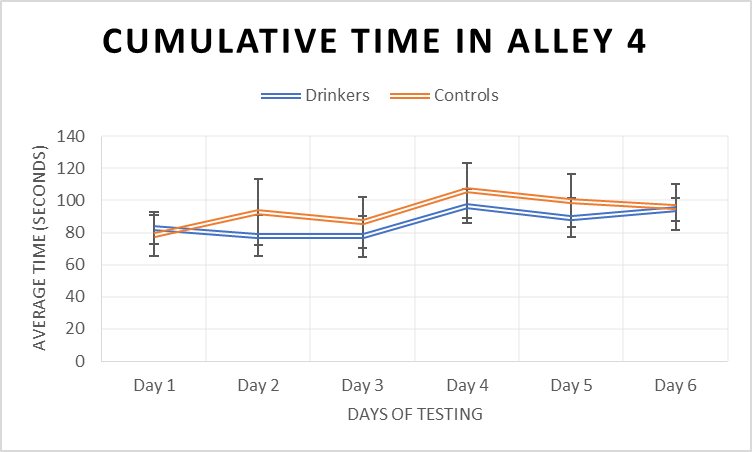 CUMULATIVE TIME IN ALLEY 4
Drinkers Controls
AVERAGE TIME (SECONDS)
140
120
100
80
60
40
20
0
Day 1 Day 2 Day 3 Day 4 Day 5 Day 6
DAYS OF TESTING